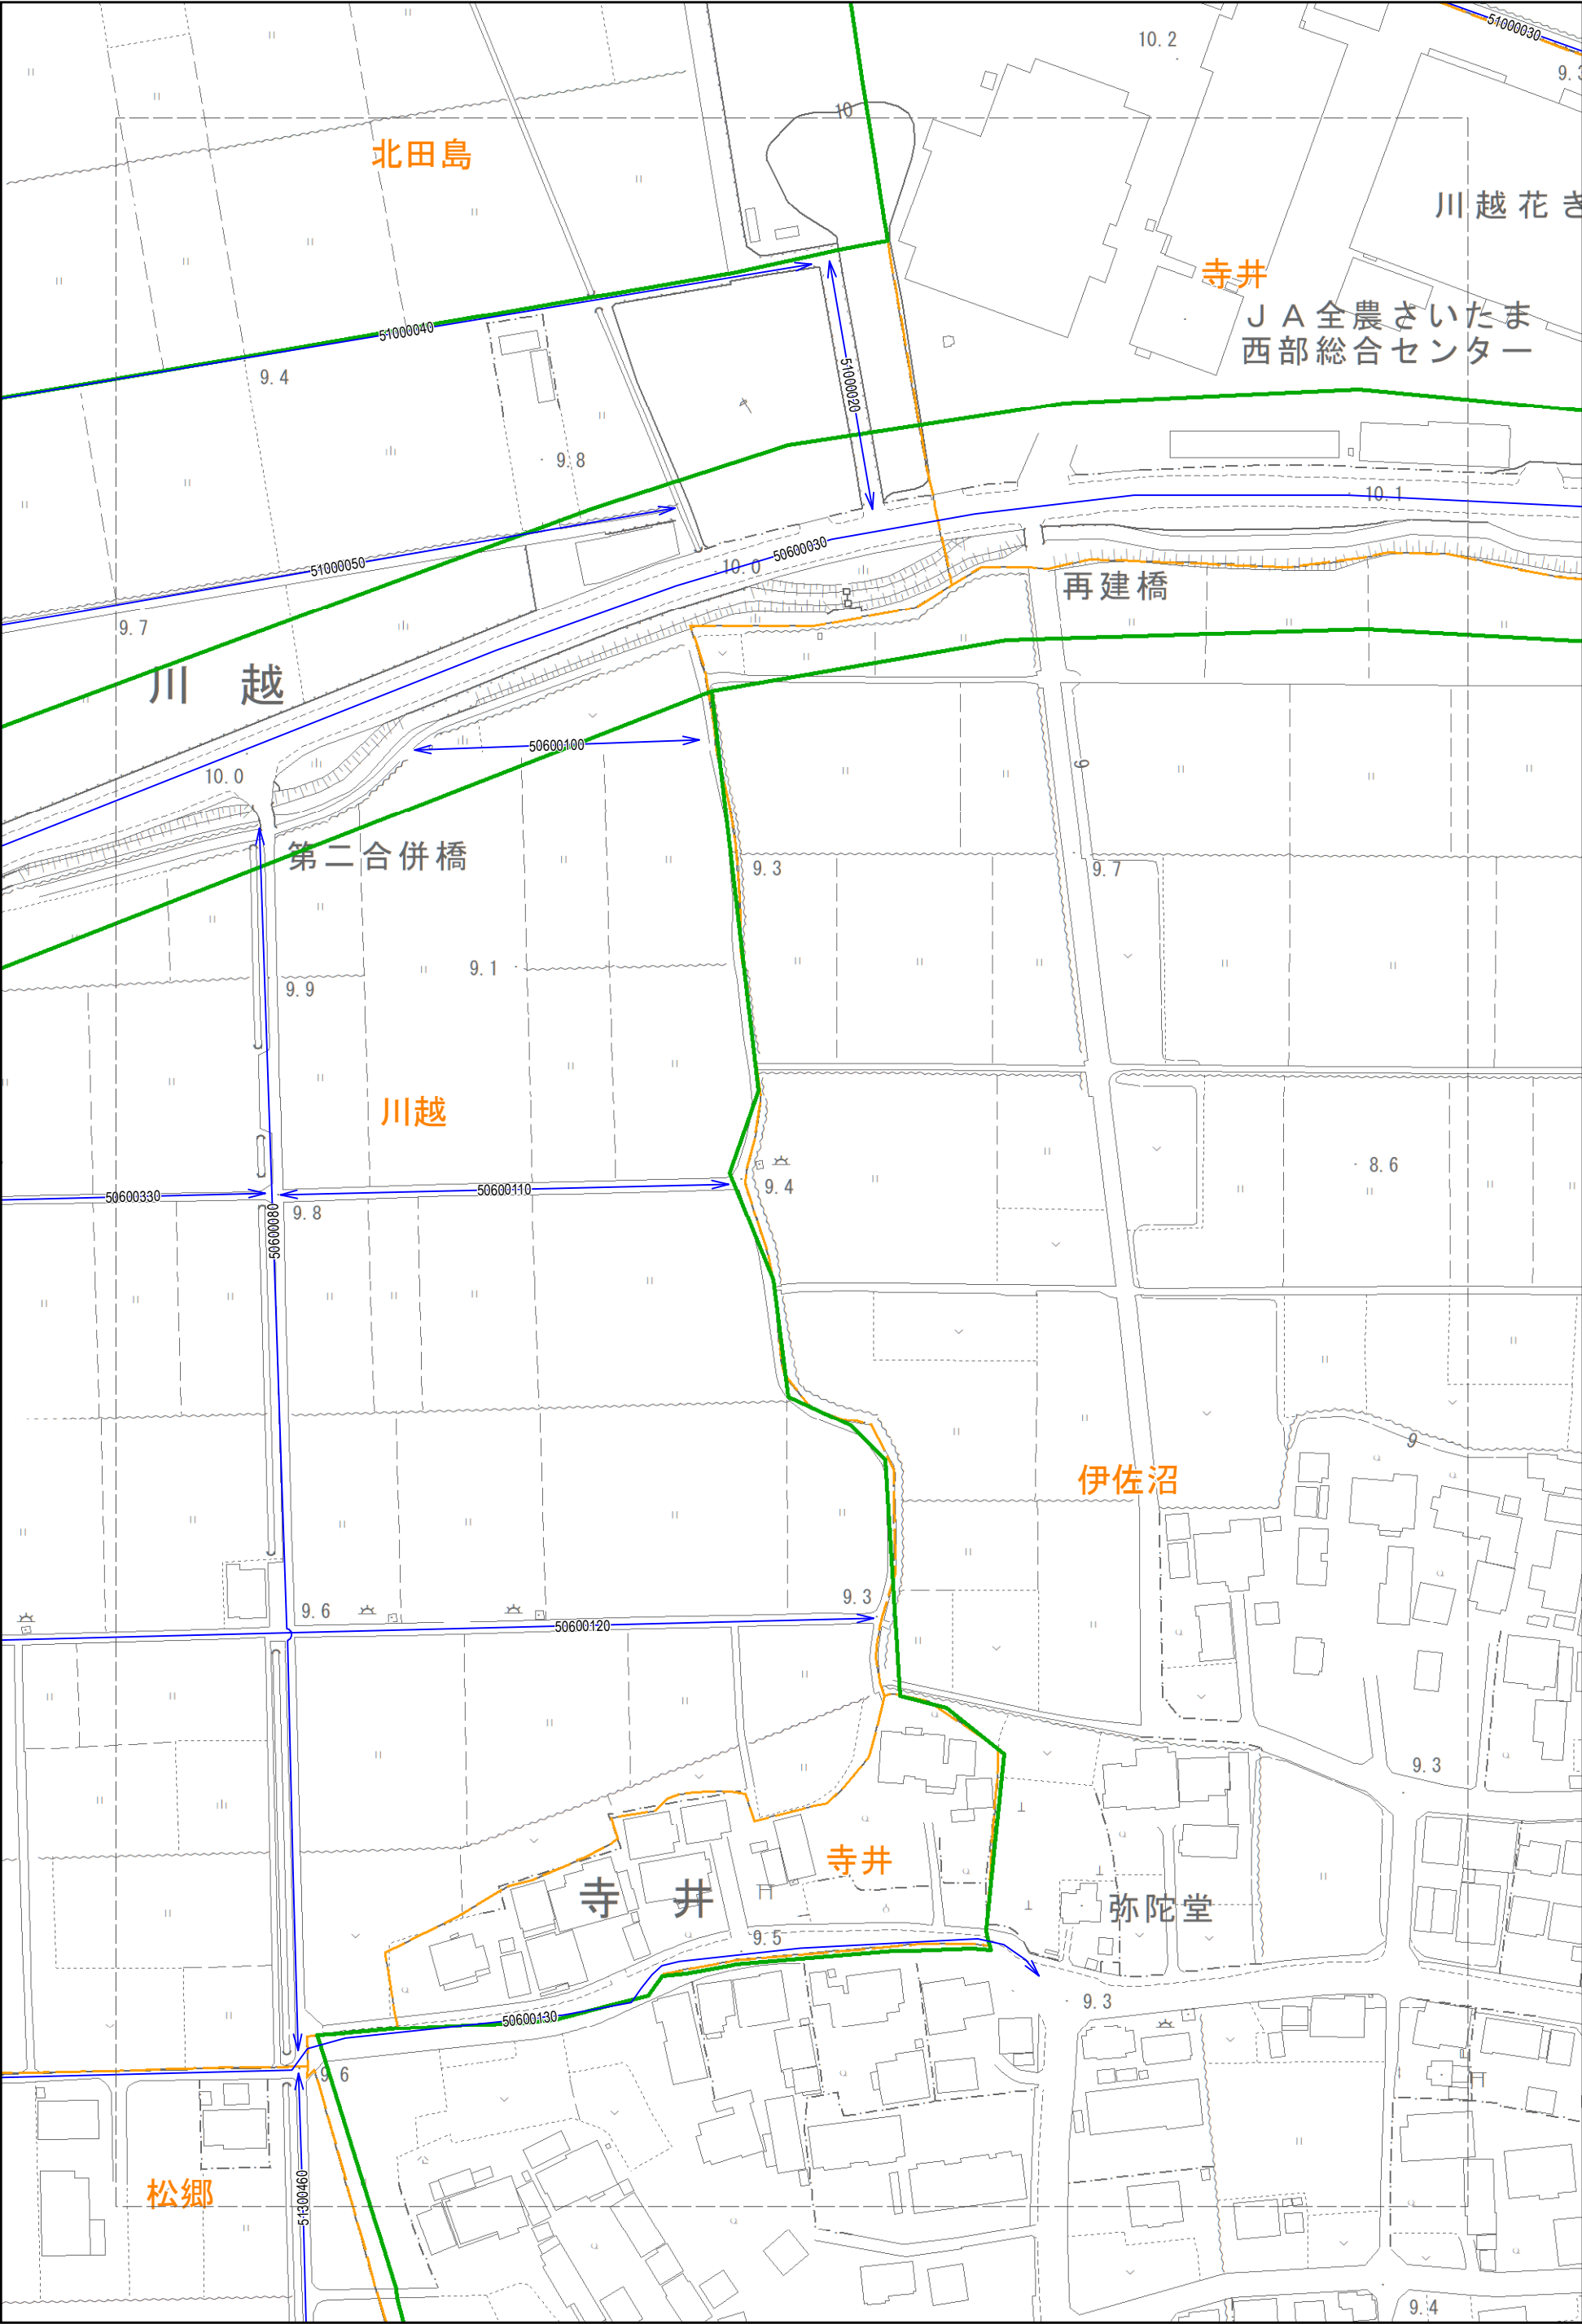 51000030
10.2
9.3
10
北田島
川越花き
寺井
ＪＡ全農さいたま
西部総合センター
51000040
9.4
51000020
9.8
10.1
50600030
10.0
51000050
再建橋
9.7
川　越
50600100
9
10.0
第二合併橋
9.3
9.7
9.1
9.9
川越
8.6
50600330
50600110
9.4
9.8
50600080
9
伊佐沼
9.3
9.6
50600120
9.3
寺井
寺　井
弥陀堂
9.5
9.3
50600130
9.6
松郷
51300460
9.4